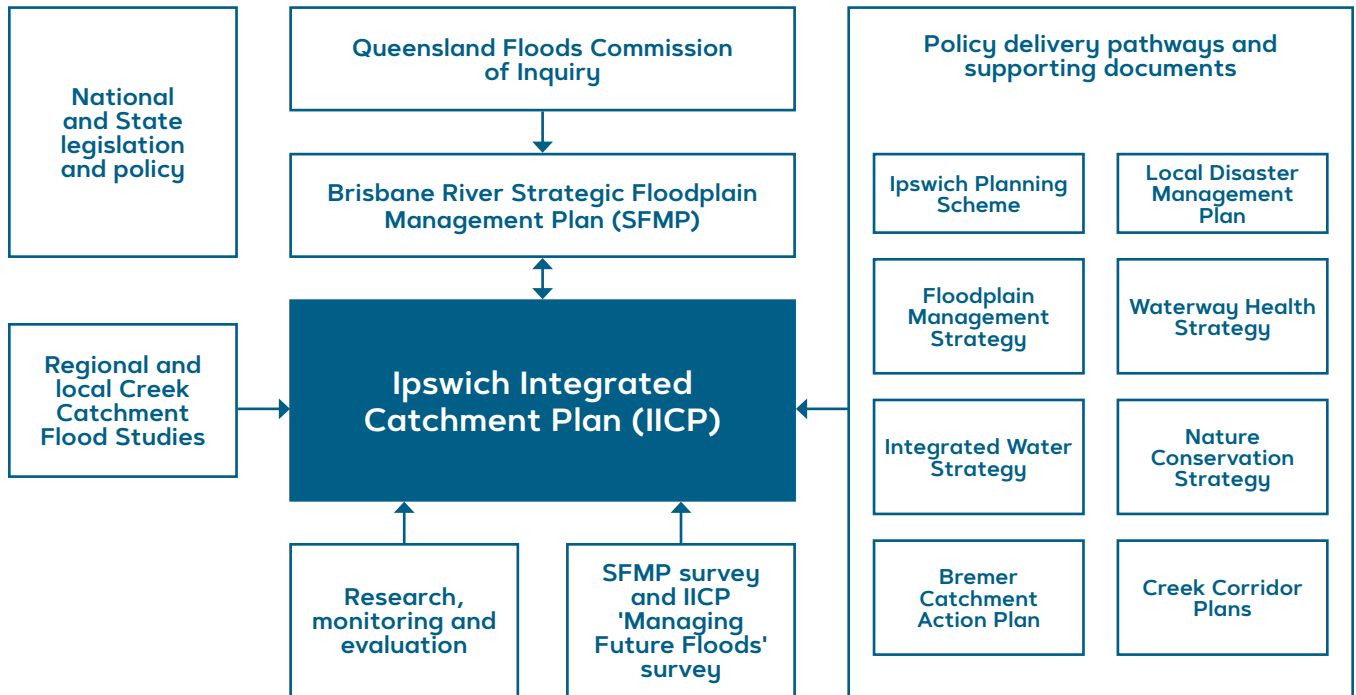 National
and State
legislation
and policy
Queensland Floods Commission
of Inquiry
Brisbane River Strategic Floodplain
Management Plan (SFMP)
Regional and
local Creek
Catchment
Flood Studies
Ipswich Integrated
Catchment Plan (IICP)
Research,
monitoring and
evaluation
SFMP survey
and IICP
'Managing
Future Floods'
survey
Policy delivery pathways and
supporting documents
Ipswich Planning
Scheme
Local Disaster
Management
Plan
Floodplain
Management
Strategy
Waterway Health
Strategy
Integrated Water
Strategy
Nature
Conservation
Strategy
Bremer
Catchment
Action Plan
Creek Corridor
Plans